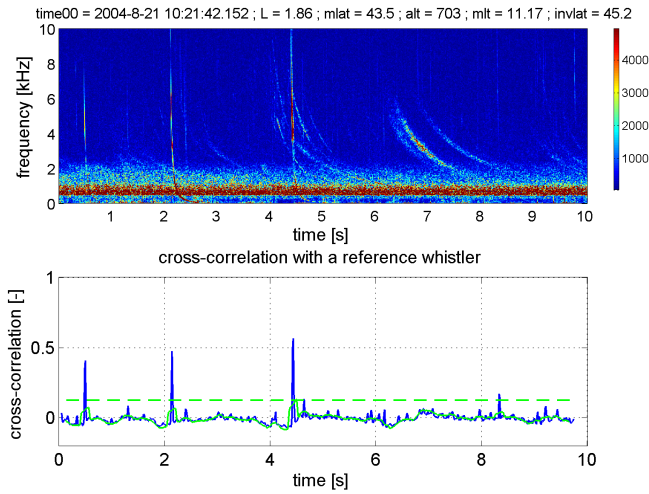 time00 = 2004-8-21 10:21:42.152 ; L = 1.86 ; mlat = 43.5 ; alt = 703 ; mlt = 11.17 ; invlat = 45.2
frequency [kHz]
10
8
6
4
2
0
1 2 3 4 5 6 7 8 9 10
time [s]
4000
3000
2000
1000
cross-correlation with a reference whistler
cross-correlation [-]
1
0.5
0
0 2 4 6 8 10
time [s]